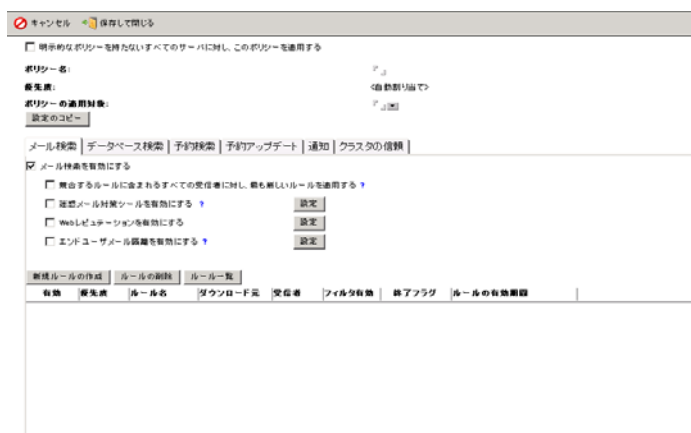 キャンセル 保存して閉じる
明示的なポリシーを持たないすべてのサーバに対し、このポリシーを適用する
ポリシー名:
優先度: <自動割り当て>
ポリシーの適用対象:
設定のコピー
メール検索 データベース検索 予約検索 予約アップデート 通知 クラスタの信頼
メール検索を有効にする
競合するルールに含まれるすべての受信者に対し、最も厳しいルールを適用する ?
迷惑メール対策ツールを有効にする ? 設定
Webレピュテーションを有効にする 設定
エンドユーザメール隔離を有効にする ? 設定
新規ルールの作成 ルールの削除 ルール一覧
有効 優先度 ルール名 ダウンロード元 受信者 フィルタ有効 終了フラグ ルールの有効期間